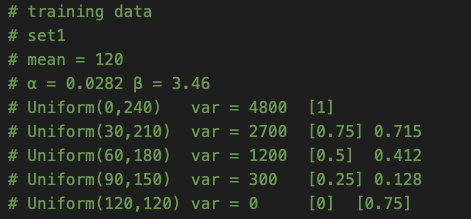 # training data
# set1
# mean = 120
# α = 0.0282 β = 3.46
# Uniform(0,240) var = 4800 [1]
# Uniform(30,210) var = 2700 [0.75] 0.715
# Uniform(60,180) var = 1200 [0.5] 0.412
# Uniform(90,150) var = 300 [0.25] 0.128
# Uniform(120,120) var = 0 [0] [0.75]